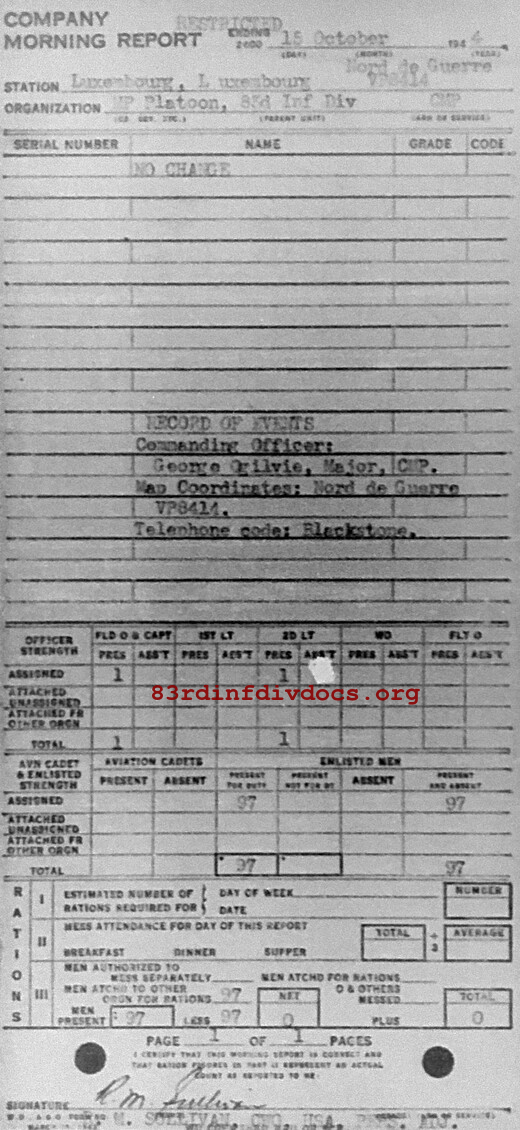 COMPANY
RESTRICTED
MORNING REPORT ENDING 2400 15 October 1944
(DAY) (MONTH) (YEAR)
Nord de Guerre
STATION Luxembourg, L uxembourg VP8414
ORGANIZATION MP Platoon, 83d Inf Div CMP
(CO. DET. ETC.) (PARENT UNIT) (ARM OR SERVICE)
SERIAL NUMBER NAME GRADE CODE
NO CHANGE
RECORD OF EVENTS
Commanding Officer:
George Ogilvie, Major, CMP.
Map Coordinates: Nord de Guerre
VP8414.
Telephone code: Blackstone.
OFFICER STRENGTH FLD O & CAPT 1ST LT 2D LT WO FLT O
PRES ABS'T PRES ABS'T PRES ABS'T PRES ABS'T PRES ABS'T
ASSIGNED 1 1
ATTACHED UNASSIGNED
83rdinfdivdocs.org
ATTACHED FR OTHER ORGN
TOTAL 1 1
AVN CADET & ENLISTED STRENGTH AVIATION CADETS ENLISTED MEN
PRESENT ABSENT PRESENT FOR DUTY PRESENT NOT FOR DY ABSENT PRESENT AND ABSENT
ASSIGNED 97 97
ATTACHED UNASSIGNED
ATTACHED FR OTHER ORGN
TOTAL 97 97
RATIONS
I ESTIMATED NUMBER OF RATIONS REQUIRED FOR DAY OF WEEK DATE NUMBER
II MESS ATTENDANCE FOR DAY OF THIS REPORT TOTAL ÷ 3 AVERAGE
BREAKFAST DINNER SUPPER
III MEN AUTHORIZED TO MESS SEPARATELY MEN ATCHD FOR RATIONS
MEN ATCHD TO OTHER ORGN FOR RATIONS 97 NET O & OTHERS MESSED TOTAL
MEN PRESENT 97 LESS 97 0 PLUS 0
PAGE 1 OF 1 PAGES
I CERTIFY THAT THIS MORNING REPORT IS CORRECT AND
THAT RATION FIGURES IN PART III REPRESENT AN ACTUAL
COUNT AS REPORTED TO ME:
SIGNATURE R. M. Sullivan
R. M. SULLIVAN, CWO, USA, PERS. ADJ.